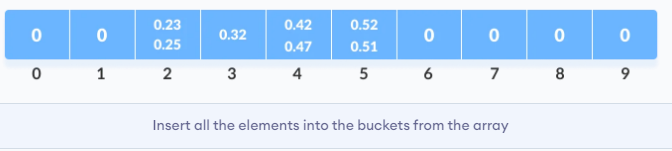 0 0 0.23 0.25 0.32 0.42 0.47 0.52 0.51 0 0 0 0
0 1 2 3 4 5 6 7 8 9
Insert all the elements into the buckets from the array